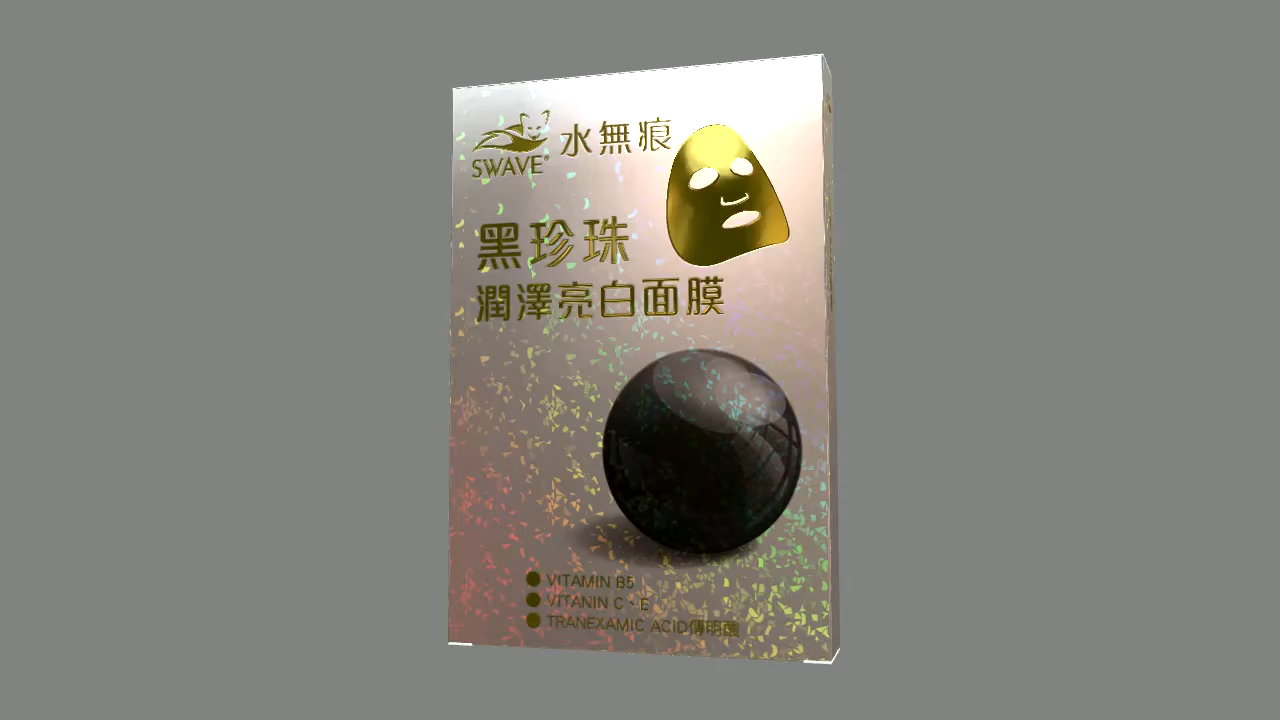 SWAVE®
水無痕
黑珍珠
潤澤亮白面膜
VITAMIN B5
VITANIN C、E
TRANEXAMIC ACID傳明酸